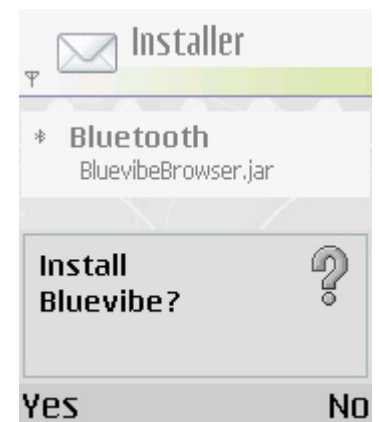 Installer
Bluetooth
BluevibeBrowser.jar
Install
Bluevibe?
Yes No